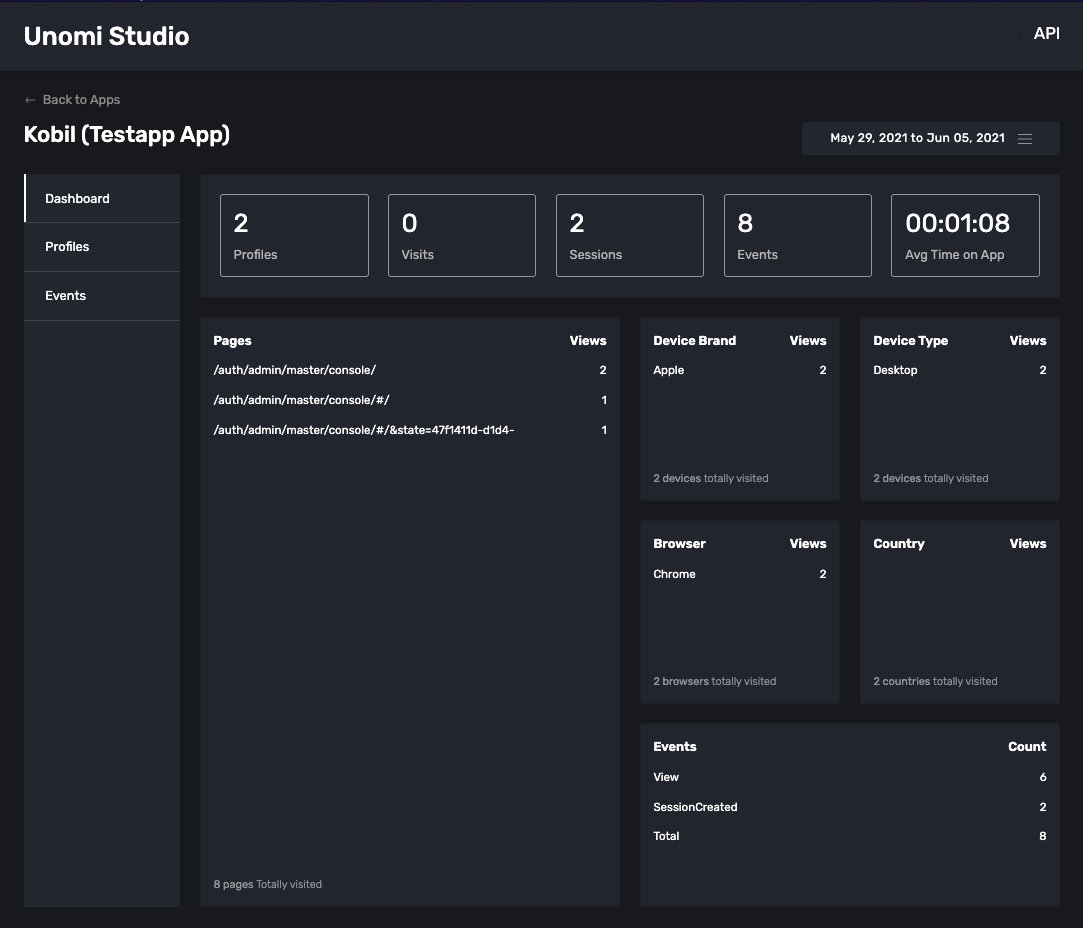 Unomi Studio
API
← Back to Apps
Kobil (Testapp App)
May 29, 2021 to Jun 05, 2021
Dashboard
Profiles
Events
2
Profiles
0
Visits
2
Sessions
8
Events
00:01:08
Avg Time on App
Pages Views
/auth/admin/master/console/ 2
/auth/admin/master/console/#/ 1
/auth/admin/master/console/#/&state=47f1411d-d1d4- 1
8 pages Totally visited
Device Brand Views
Apple 2
2 devices totally visited
Device Type Views
Desktop 2
2 devices totally visited
Browser Views
Chrome 2
2 browsers totally visited
Country Views
2 countries totally visited
Events Count
View 6
SessionCreated 2
Total 8